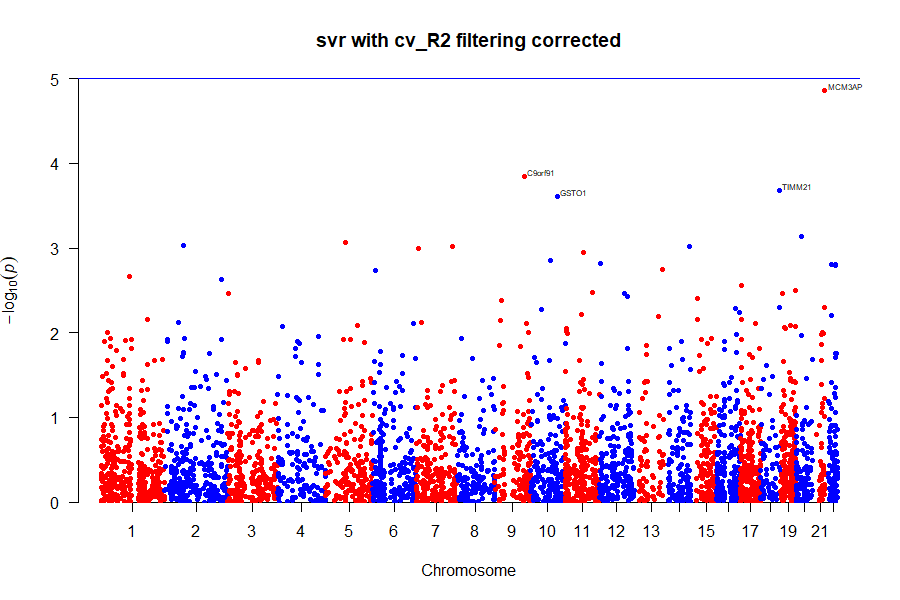 svr with cv_R2 filtering corrected
5
MCM3AP
4
C9orf91
TIMM21
GSTO1
3
−log10(p)
2
1
0
1 2 3 4 5 6 7 8 9 10 11 12 13 15 17 19 21
Chromosome